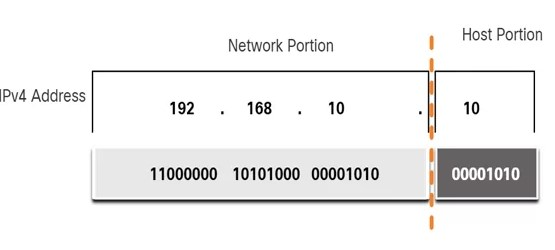 Host Portion
Network Portion
IPv4 Address
192 . 168 . 10 . 10
11000000 10101000 00001010 00001010